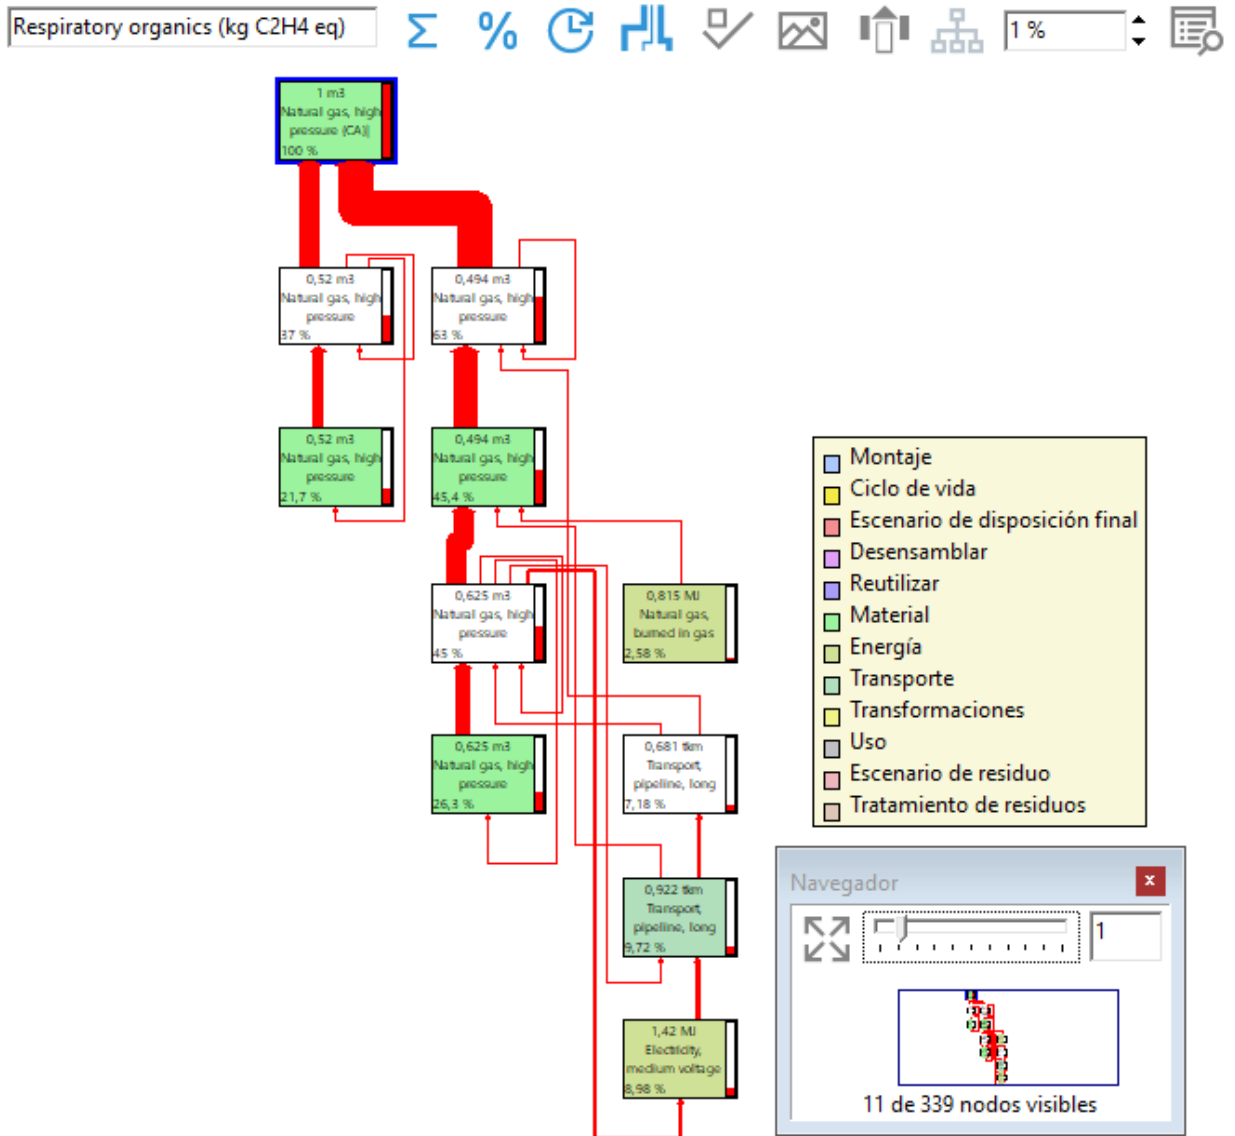 Respiratory organics (kg C2H4 eq)
Σ
%
1 %
1 m3
Natural gas, high
pressure {CA}|
100 %
0,52 m3
Natural gas, high
pressure
37 %
0,494 m3
Natural gas, high
pressure
63 %
0,52 m3
Natural gas, high
pressure
21,7 %
0,494 m3
Natural gas, high
pressure
45,4 %
0,625 m3
Natural gas, high
pressure
45 %
0,815 MJ
Natural gas,
burned in gas
2,58 %
0,625 m3
Natural gas, high
pressure
26,3 %
0,681 tkm
Transport,
pipeline, long
7,18 %
0,922 tkm
Transport,
pipeline, long
9,72 %
1,42 MJ
Electricity,
medium voltage
8,98 %
Montaje
Ciclo de vida
Escenario de disposición final
Desensamblar
Reutilizar
Material
Energía
Transporte
Transformaciones
Uso
Escenario de residuo
Tratamiento de residuos
Navegador
x
1
11 de 339 nodos visibles